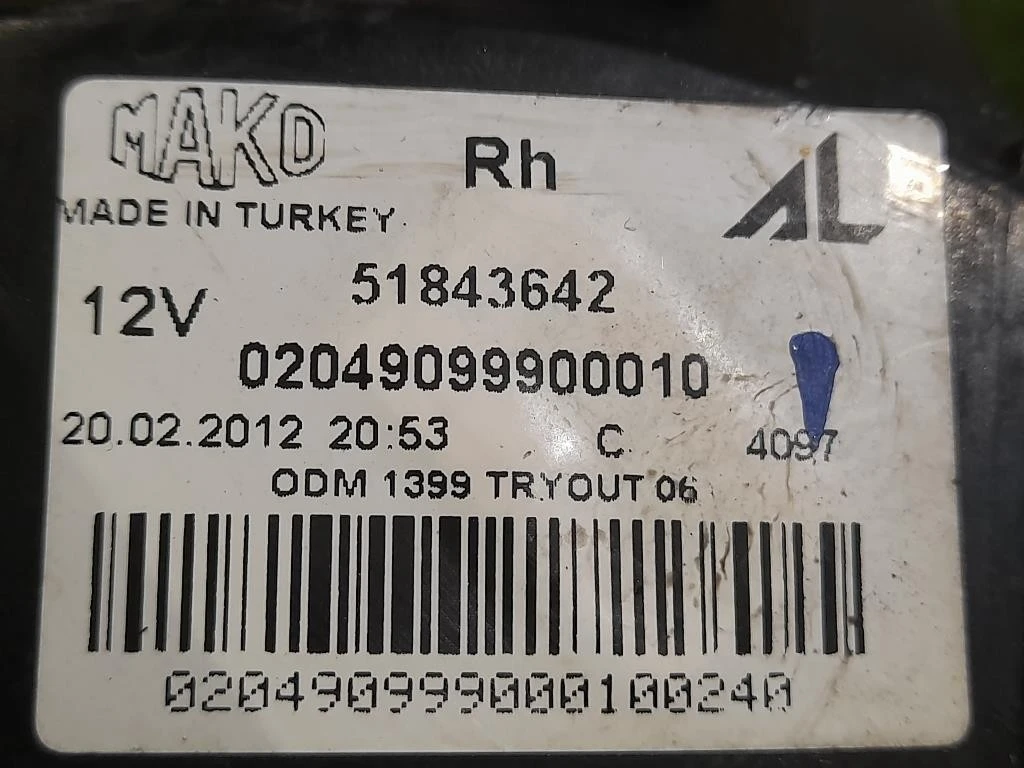 MAKO Rh AL
MADE IN TURKEY
12V 51843642
02049099900010
20.02.2012 20:53 C 4097
ODM 1399 TRYOUT 06
020490999000100240